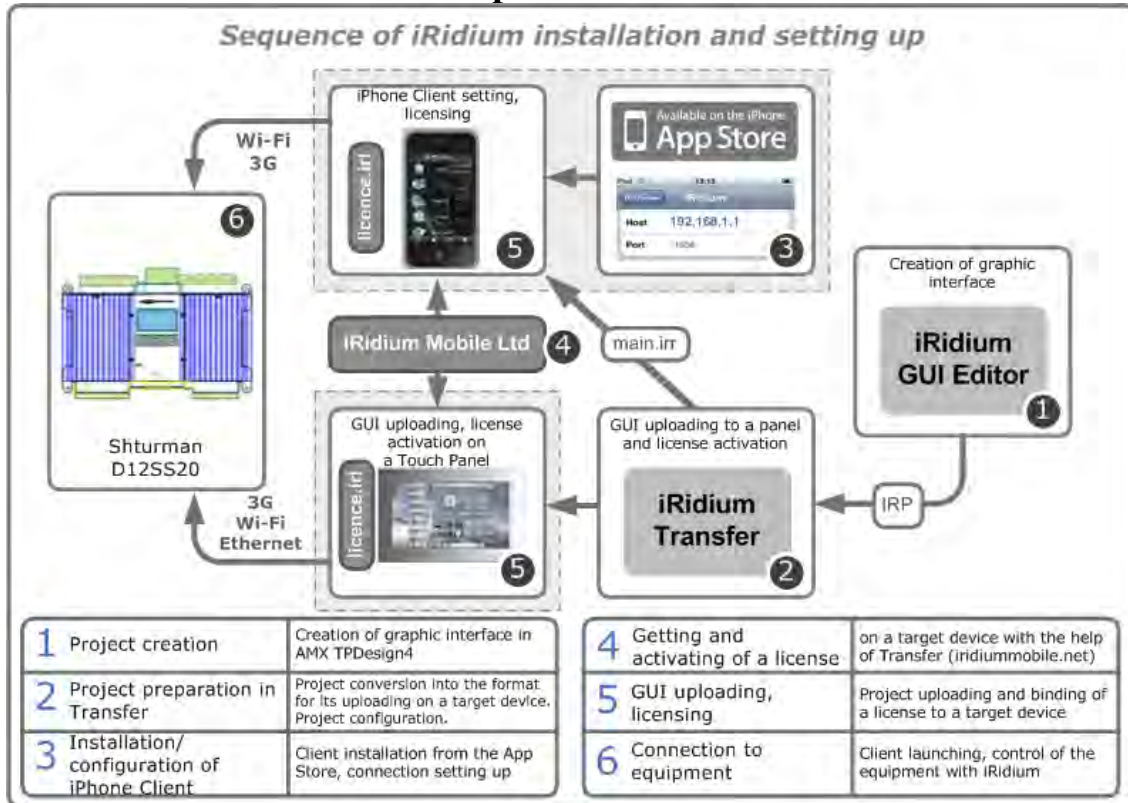 Sequence of iRidium installation and setting up
iPhone Client setting,
licensing
licence.irl
5
Available on the iPhone
App Store
13:13
iRidium
Host 192.168.1.1
Port
3
Wi-Fi
3G
6
Shturman
D12SS20
iRidium Mobile Ltd
4
main.irr
Creation of graphic
interface
iRidium
GUI Editor
1
GUI uploading, license
activation on
a Touch Panel
licence.irl
5
3G
Wi-Fi
Ethernet
GUI uploading to a panel
and license activation
iRidium
Transfer
2
IRP
1 Project creation
Creation of graphic interface in
AMX TPDesign4
2 Project preparation in
Transfer
Project conversion into the format
for its uploading on a target device.
Project configuration.
3 Installation/
configuration of
iPhone Client
Client installation from the App
Store, connection setting up
4 Getting and
activating of a license
on a target device with the help
of Transfer (iridiummobile.net)
5 GUI uploading,
licensing
Project uploading and binding of
a license to a target device
6 Connection to
equipment
Client launching, control of the
equipment with iRidium